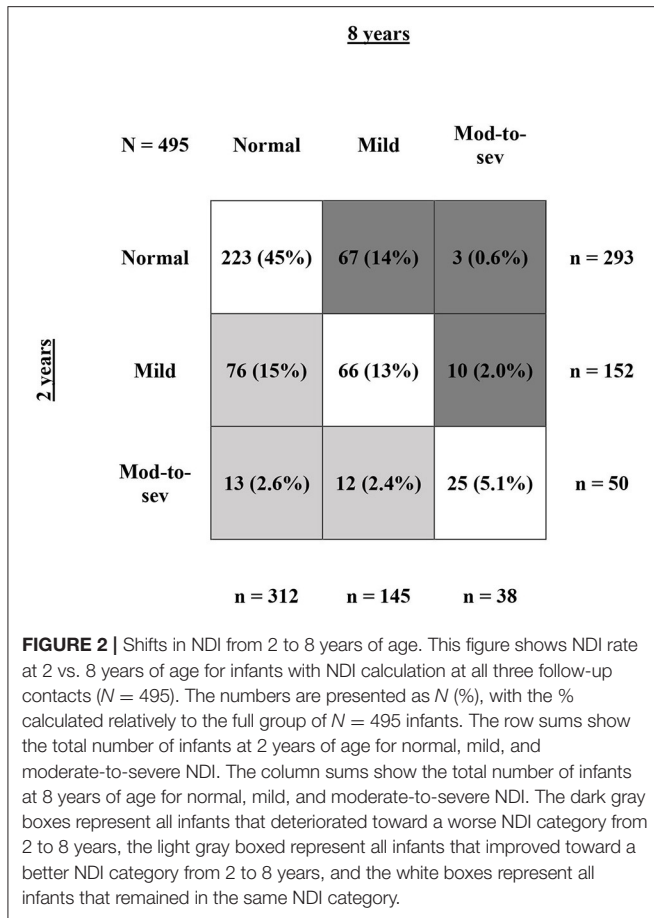 8 years
N = 495 Normal Mild Mod-to-
sev
Normal 223 (45%) 67 (14%) 3 (0.6%) n = 293
2 years
Mild 76 (15%) 66 (13%) 10 (2.0%) n = 152
Mod-to-
sev 13 (2.6%) 12 (2.4%) 25 (5.1%) n = 50
n = 312 n = 145 n = 38
FIGURE 2 | Shifts in NDI from 2 to 8 years of age. This figure shows NDI rate
at 2 vs. 8 years of age for infants with NDI calculation at all three follow-up
contacts (N = 495). The numbers are presented as N (%), with the %
calculated relatively to the full group of N = 495 infants. The row sums show
the total number of infants at 2 years of age for normal, mild, and
moderate-to-severe NDI. The column sums show the total number of infants
at 8 years of age for normal, mild, and moderate-to-severe NDI. The dark gray
boxes represent all infants that deteriorated toward a worse NDI category from
2 to 8 years, the light gray boxed represent all infants that improved toward a
better NDI category from 2 to 8 years, and the white boxes represent all
infants that remained in the same NDI category.